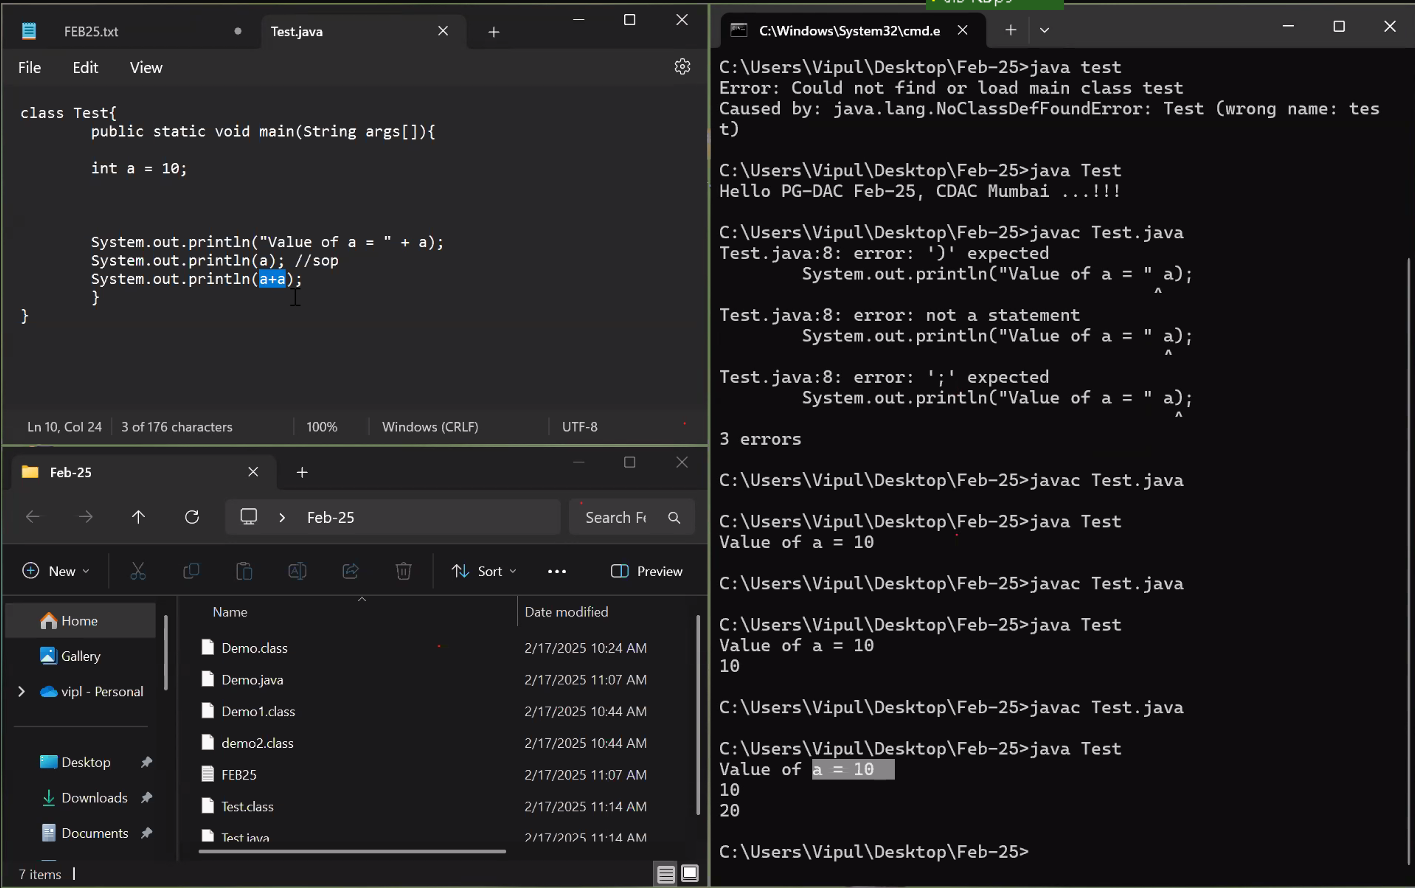 FEB25.txt
Test.java
File
Edit
View
class Test{
public static void main(String args[]){
int a = 10;
System.out.println("Value of a = " + a);
System.out.println(a); //sop
System.out.println(a+a);
}
}
Ln 10, Col 24
3 of 176 characters
100%
Windows (CRLF)
UTF-8
Feb-25
Feb-25
Search Fe
New
Sort
Preview
Home
Gallery
vipl - Personal
Desktop
Downloads
Documents
Name
Date modified
Demo.class 2/17/2025 10:24 AM
Demo.java 2/17/2025 11:07 AM
Demo1.class 2/17/2025 10:44 AM
demo2.class 2/17/2025 10:44 AM
FEB25 2/17/2025 11:07 AM
Test.class 2/17/2025 11:14 AM
Test.java 2/17/2025 11:14 AM
7 items
C:\Windows\System32\cmd.e
C:\Users\Vipul\Desktop\Feb-25>java test
Error: Could not find or load main class test
Caused by: java.lang.NoClassDefFoundError: Test (wrong name: tes
t)
C:\Users\Vipul\Desktop\Feb-25>java Test
Hello PG-DAC Feb-25, CDAC Mumbai ...!!!
C:\Users\Vipul\Desktop\Feb-25>javac Test.java
Test.java:8: error: ')' expected
System.out.println("Value of a = " a);
^
Test.java:8: error: not a statement
System.out.println("Value of a = " a);
^
Test.java:8: error: ';' expected
System.out.println("Value of a = " a);
^
3 errors
C:\Users\Vipul\Desktop\Feb-25>javac Test.java
C:\Users\Vipul\Desktop\Feb-25>java Test
Value of a = 10
C:\Users\Vipul\Desktop\Feb-25>javac Test.java
C:\Users\Vipul\Desktop\Feb-25>java Test
Value of a = 10
10
C:\Users\Vipul\Desktop\Feb-25>javac Test.java
C:\Users\Vipul\Desktop\Feb-25>java Test
Value of a = 10
10
20
C:\Users\Vipul\Desktop\Feb-25>